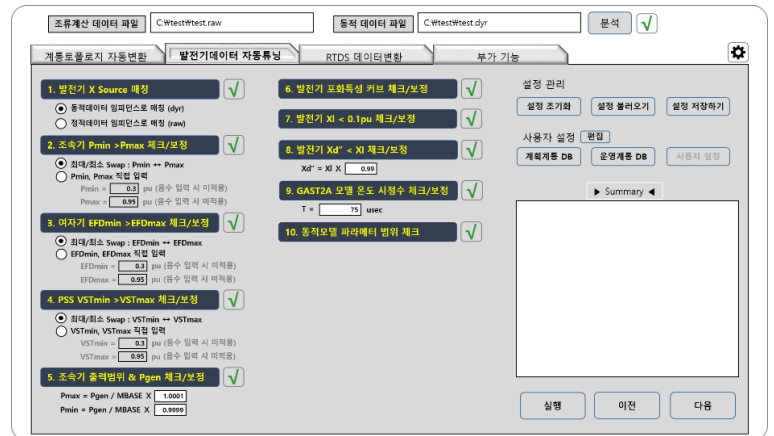 조류계산 데이터 파일 C:₩test₩test.raw 동적 데이터 파일 C:₩test₩test.dyr 분석 √
계통토폴로지 자동변환 발전기데이터 자동튜닝 RTDS 데이터변환 부가 기능
1. 발전기 X Source 매칭 √
동적데이터 임피던스로 매칭 (dyr)
정적데이터 임피던스로 매칭 (raw)
2. 조속기 Pmin >Pmax 체크/보정 √
최대/최소 Swap : Pmin ↔ Pmax
Pmin, Pmax 직접 입력
Pmin = 0.3 pu (음수 입력 시 미적용)
Pmax = 0.95 pu (음수 입력 시 미적용)
3. 여자기 EFDmin >EFDmax 체크/보정 √
최대/최소 Swap : EFDmin ↔ EFDmax
EFDmin, EFDmax 직접 입력
EFDmin = 0.3 pu (음수 입력 시 미적용)
EFDmax = 0.95 pu (음수 입력 시 미적용)
4. PSS VSTmin >VSTmax 체크/보정 √
최대/최소 Swap : VSTmin ↔ VSTmax
VSTmin, VSTmax 직접 입력
VSTmin = 0.3 pu (음수 입력 시 미적용)
VSTmax = 0.95 pu (음수 입력 시 미적용)
5. 조속기 출력범위 & Pgen 체크/보정 √
Pmax = Pgen / MBASE X 1.0001
Pmin = Pgen / MBASE X 0.9999
6. 발전기 포화특성 커브 체크/보정 √
7. 발전기 Xl < 0.1pu 체크/보정 √
8. 발전기 Xd" < Xl 체크/보정 √
Xd" = Xl X 0.99
9. GAST2A 모델 온도 시정수 체크/보정 √
T = 75 usec
10. 동적모델 파라메터 범위 체크 √
설정 관리
설정 초기화 설정 불러오기 설정 저장하기
사용자 설정 편집
계획계통 DB 운영계통 DB 사용자 설정
▶ Summary ◀
실행 이전 다음